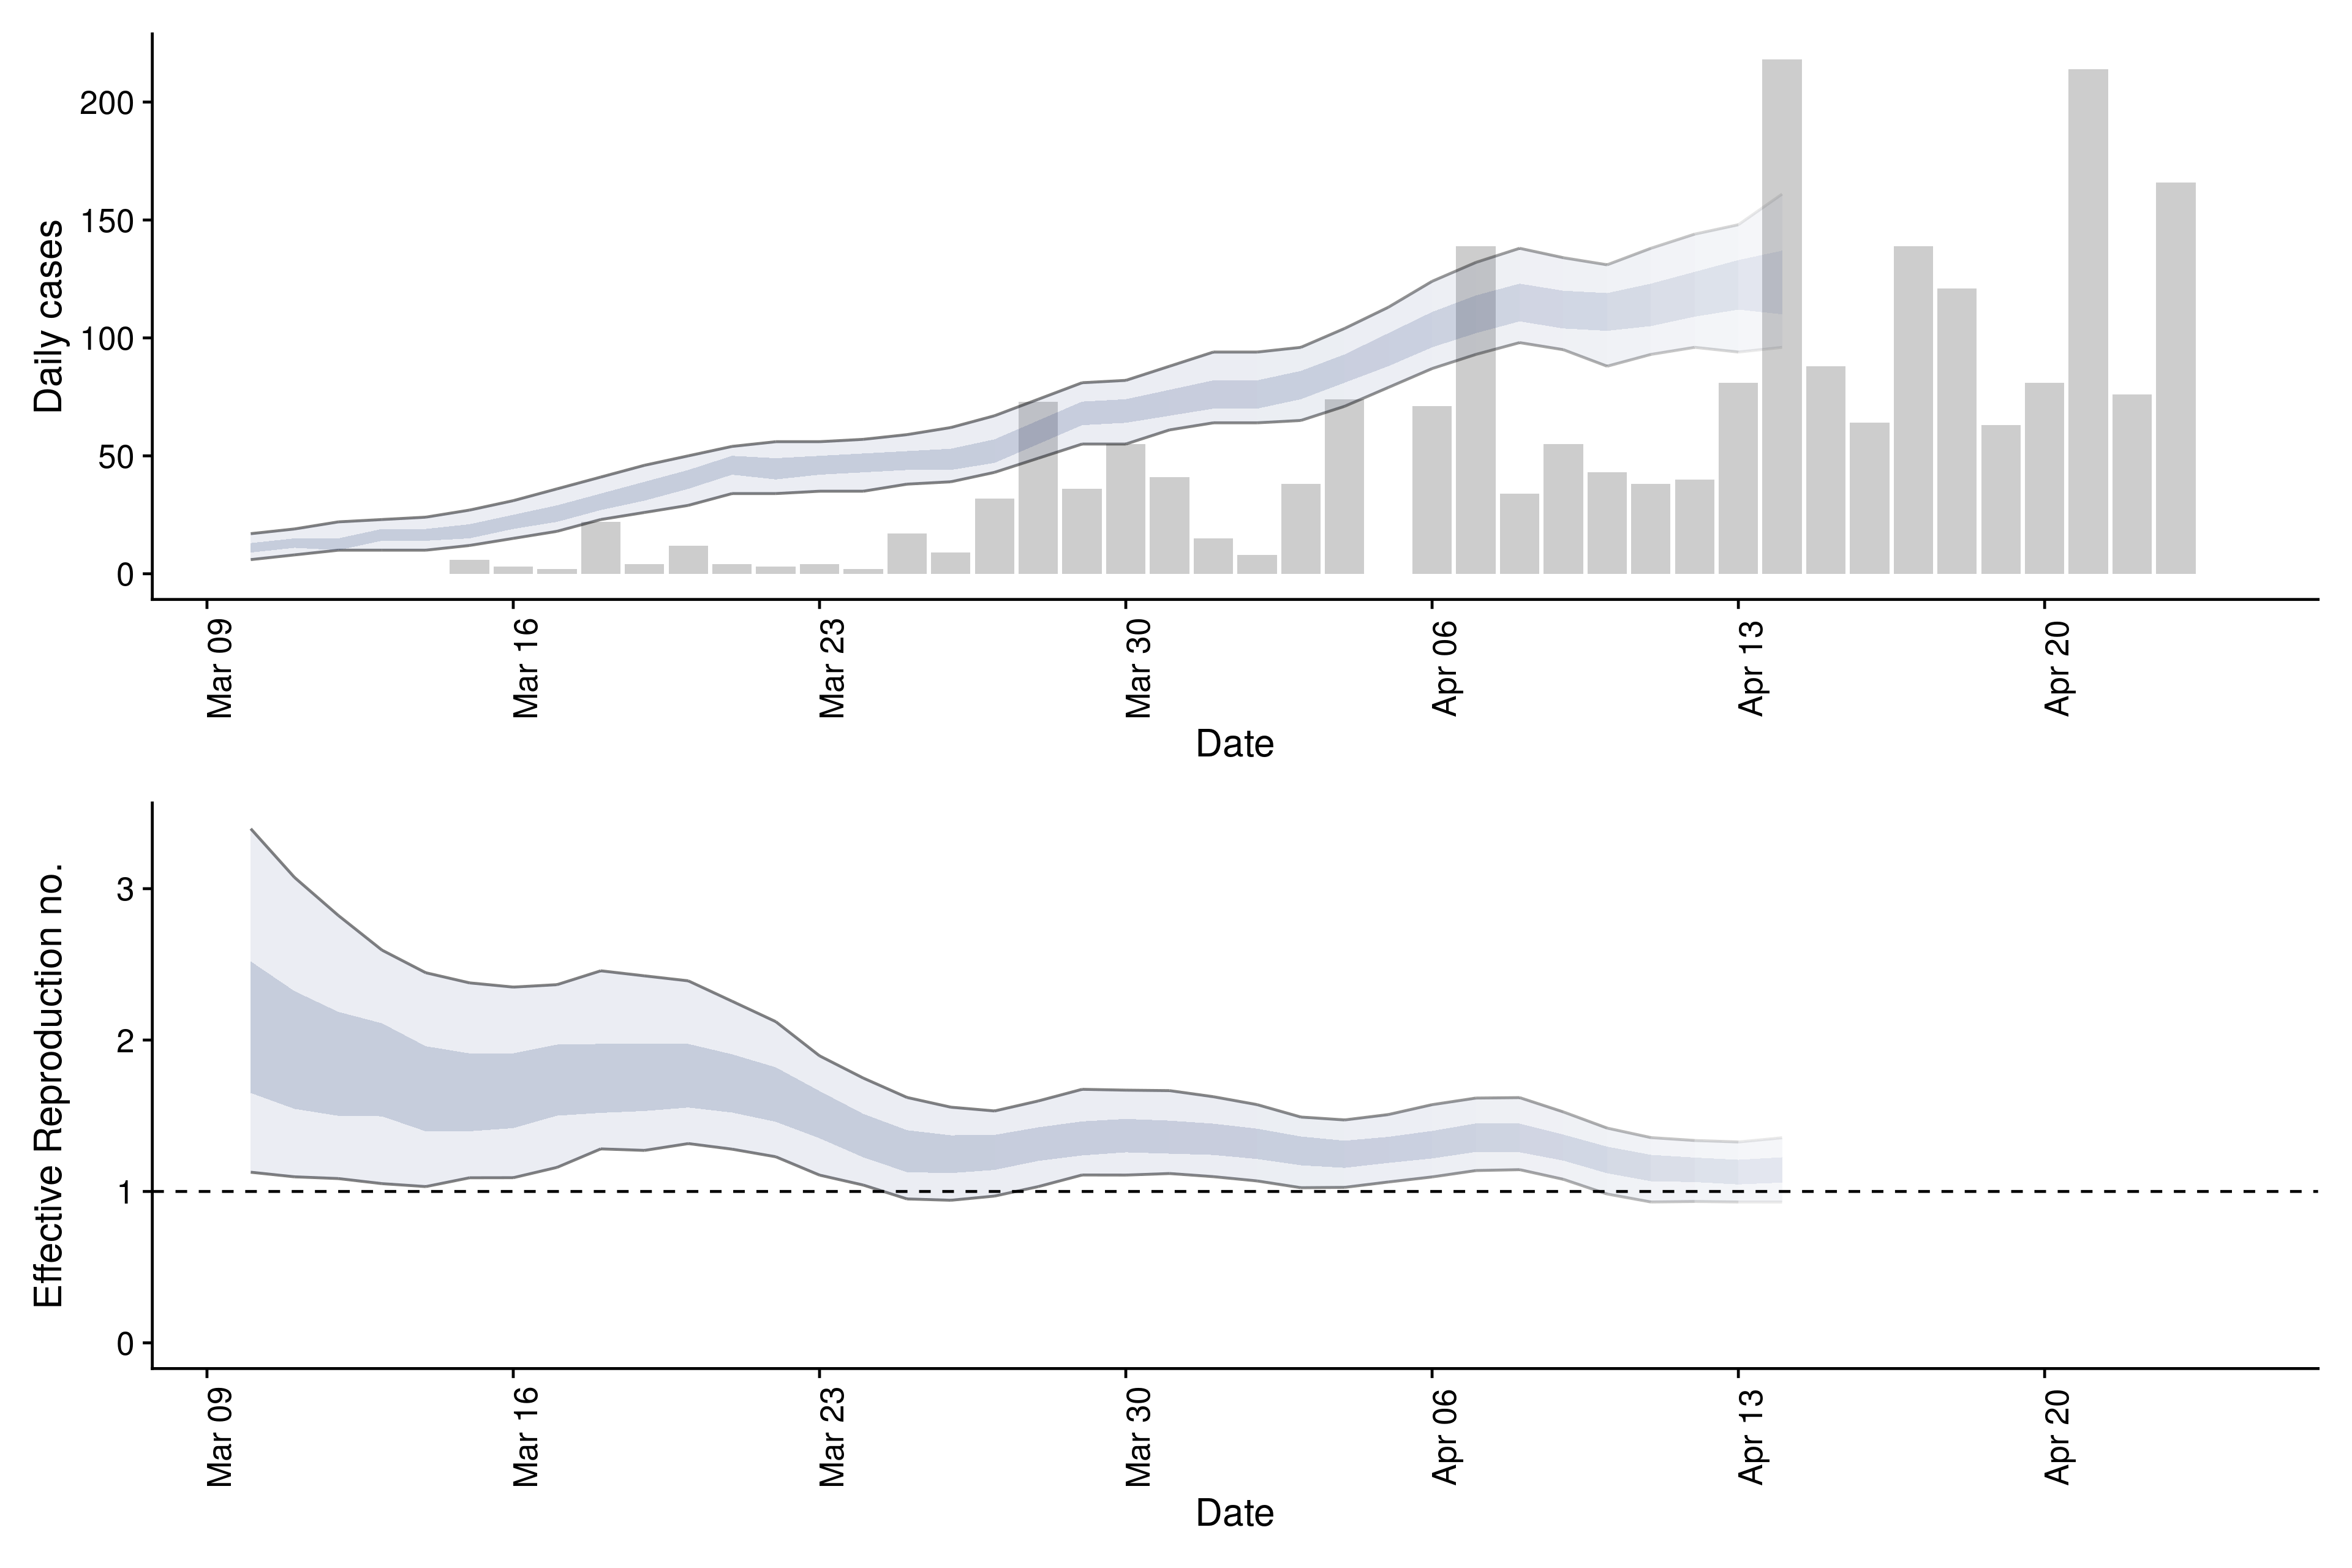 Daily cases
200
150
100
50
0
Mar 09
Mar 16
Mar 23
Mar 30
Apr 06
Apr 13
Apr 20
Date
Effective Reproduction no.
3
2
1
0
Mar 09
Mar 16
Mar 23
Mar 30
Apr 06
Apr 13
Apr 20
Date